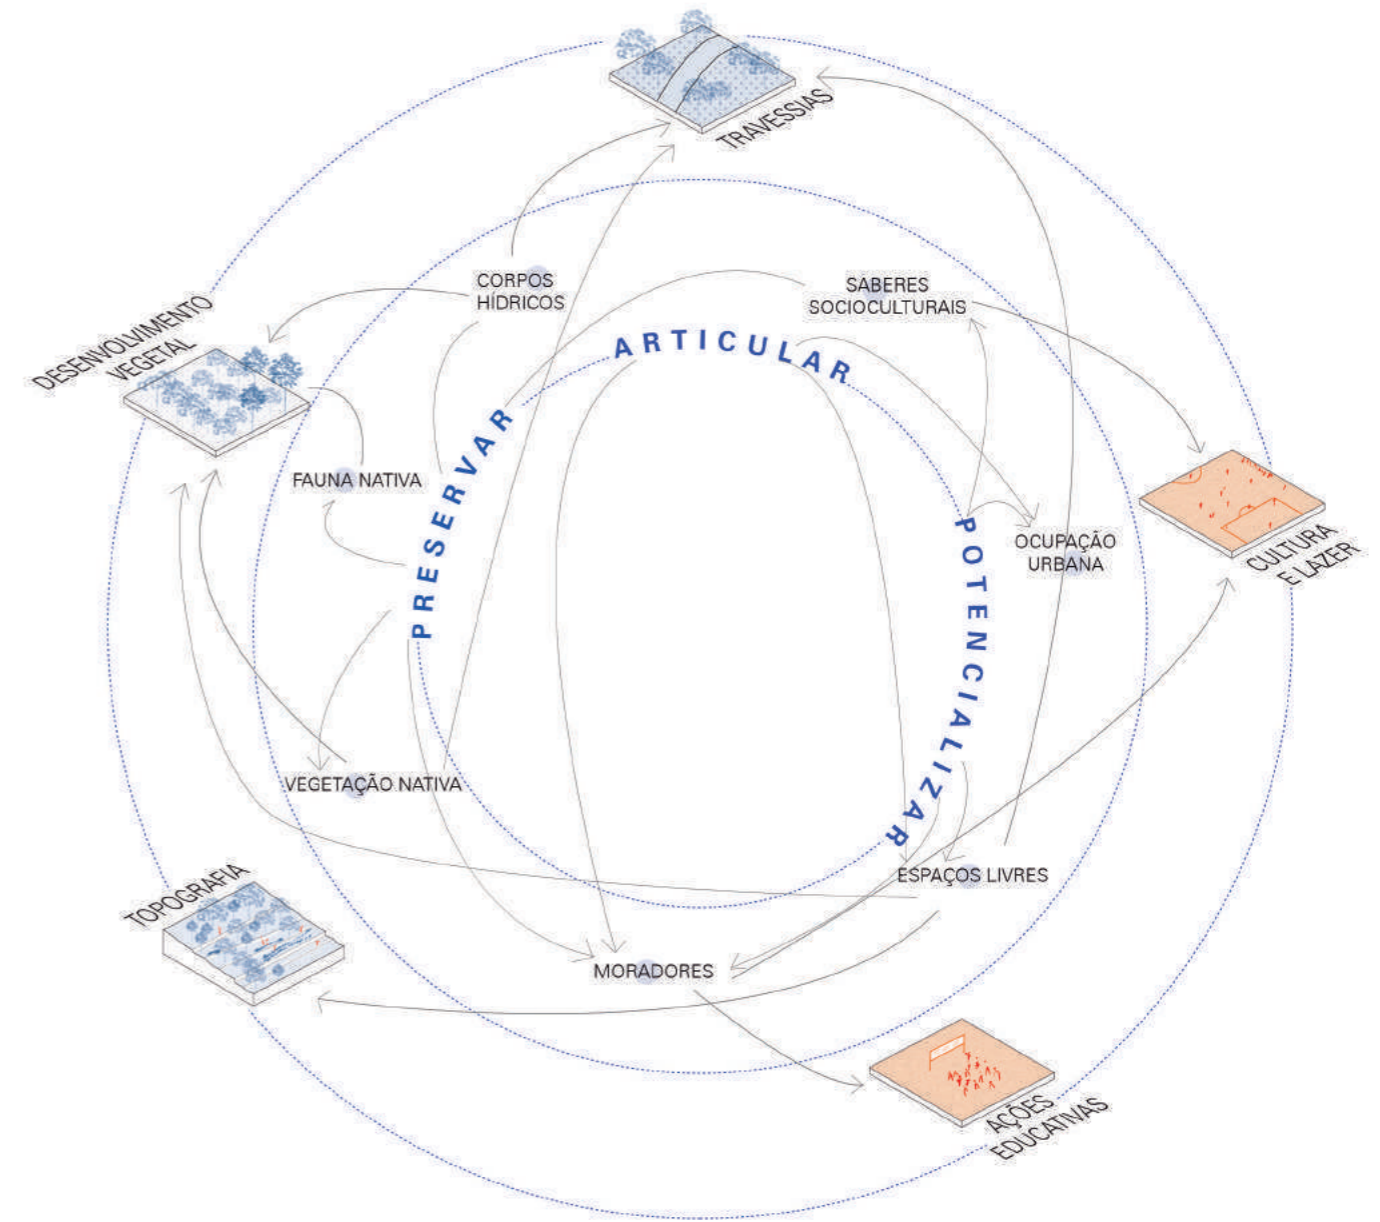 TRAVESSIAS
CORPOS
HÍDRICOS
SABERES
SOCIOCULTURAIS
DESENVOLVIMENTO
VEGETAL
ARTICULAR
PRESERVAR
FAUNA NATIVA
POTENCIALIZAR
OCUPAÇÃO
URBANA
CULTURA
E LAZER
VEGETAÇÃO NATIVA
TOPOGRAFIA
ESPAÇOS LIVRES
MORADORES
AÇÕES
EDUCATIVAS